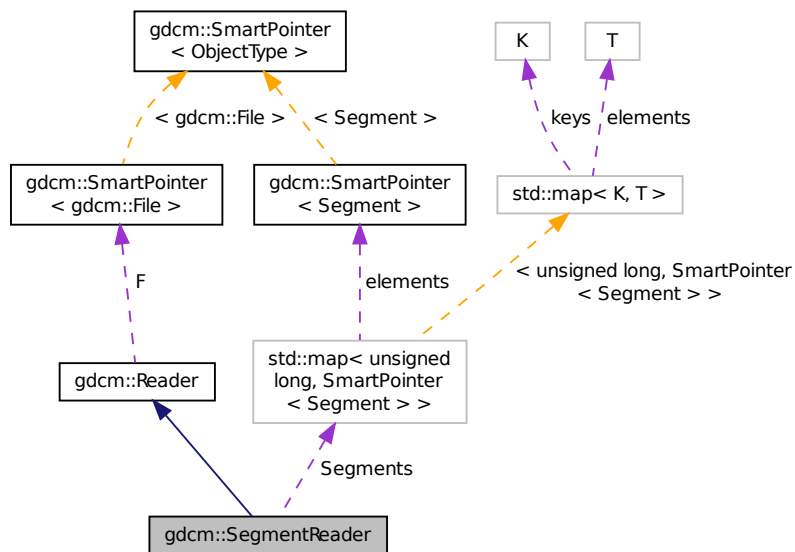 gdcm::SmartPointer
< ObjectType >
K
T
< gdcm::File >
< Segment >
keys
elements
gdcm::SmartPointer
< gdcm::File >
gdcm::SmartPointer
< Segment >
std::map< K, T >
F
elements
< unsigned long, SmartPointer
< Segment > >
gdcm::Reader
std::map< unsigned
long, SmartPointer
< Segment > >
Segments
gdcm::SegmentReader